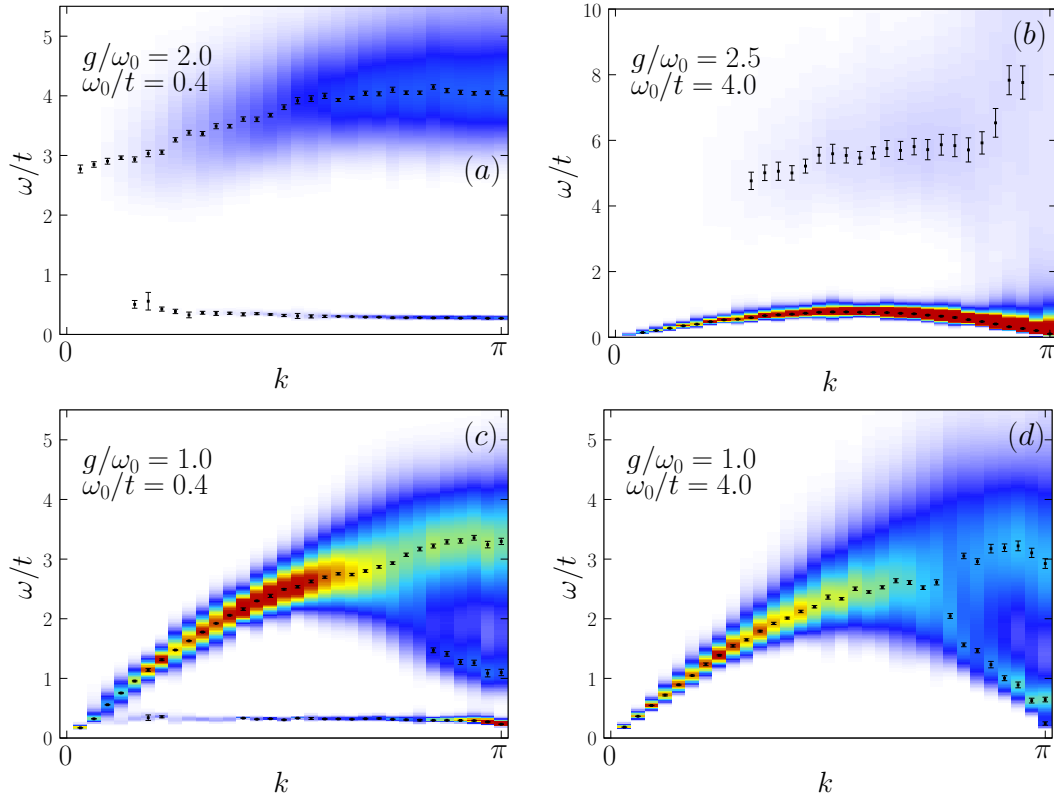 5
4
3
2
1
0
ω/t
g/ω₀ = 2.0
ω₀/t = 0.4
(a)
0
π
k
10
8
6
4
2
0
ω/t
g/ω₀ = 2.5
ω₀/t = 4.0
(b)
0
π
k
5
4
3
2
1
0
ω/t
g/ω₀ = 1.0
ω₀/t = 0.4
(c)
0
π
k
5
4
3
2
1
0
ω/t
g/ω₀ = 1.0
ω₀/t = 4.0
(d)
0
π
k